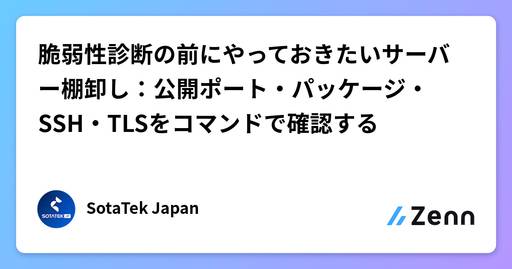 脆弱性診断の前にやっておきたいサーバ
ー棚卸し：公開ポート・パッケージ・
SSH・TLSをコマンドで確認する
SOTATEK JP
SotaTek Japan
Zenn